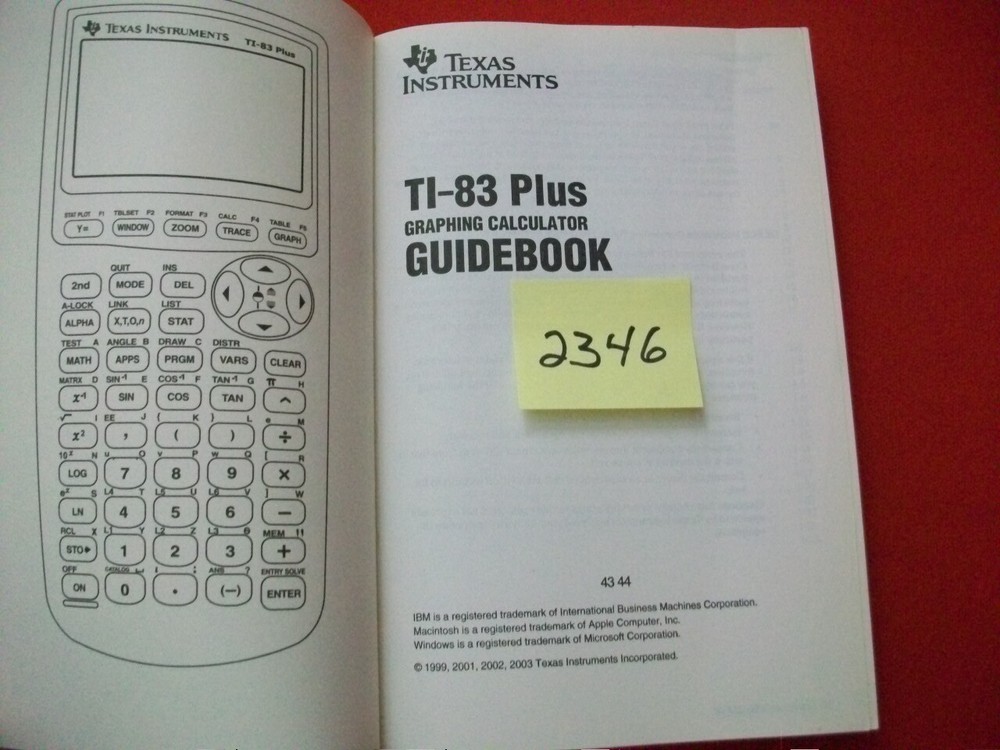 TEXAS INSTRUMENTS
TI-83 Plus
STAT PLOT F1 TBLSET F2 FORMAT F3 CALC F4 TABLE F5
Y= WINDOW ZOOM TRACE GRAPH
QUIT INS
2nd MODE DEL
A-LOCK LINK LIST
ALPHA X,T,Θ,n STAT
TEST A ANGLE B DRAW C DISTR
MATH APPS PRGM VARS CLEAR
MATRX D SIN⁻¹ E COS⁻¹ F TAN⁻¹ G π H
x⁻¹ SIN COS TAN ^
√ I EE J { K } L e M
x² , ( ) ÷
10ˣ N u O v P w Q [ R
LOG 7 8 9 ×
eˣ S L4 T L5 U L6 V ] W
LN 4 5 6 −
RCL X L1 Y L2 Z L3 θ MEM "
STO▸ 1 2 3 +
OFF CATALOG ⎵ i : ANS ? ENTRY SOLVE
ON 0 . (−) ENTER
TEXAS
INSTRUMENTS
TI-83 Plus
GRAPHING CALCULATOR
GUIDEBOOK
2346
43 44
IBM is a registered trademark of International Business Machines Corporation.
Macintosh is a registered trademark of Apple Computer, Inc.
Windows is a registered trademark of Microsoft Corporation.
© 1999, 2001, 2002, 2003 Texas Instruments Incorporated.